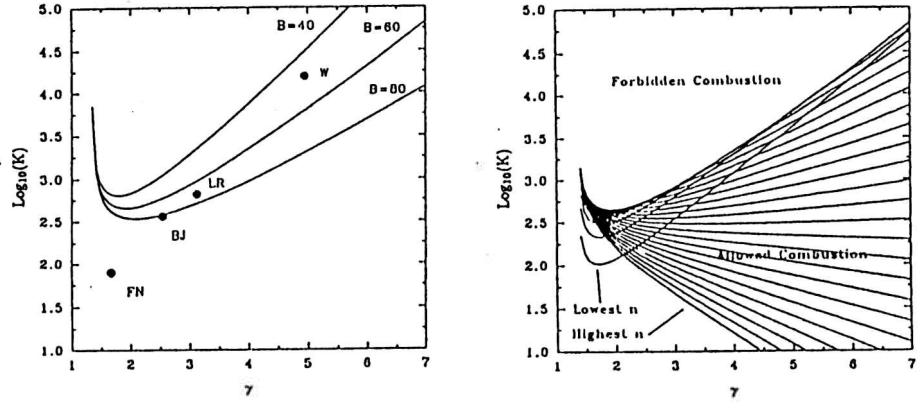 5.0
4.5
4.0
3.5
3.0
2.5
2.0
1.5
1.0
Log₁₀(K)
B=40
B=60
B=80
W
LR
BJ
FN
1 2 3 4 5 6 7
γ
5.0
4.5
4.0
3.5
3.0
2.5
2.0
1.5
1.0
Log₁₀(K)
Forbidden Combustion
Allowed Combustion
Lowest n
Highest n
1 2 3 4 5 6 7
γ